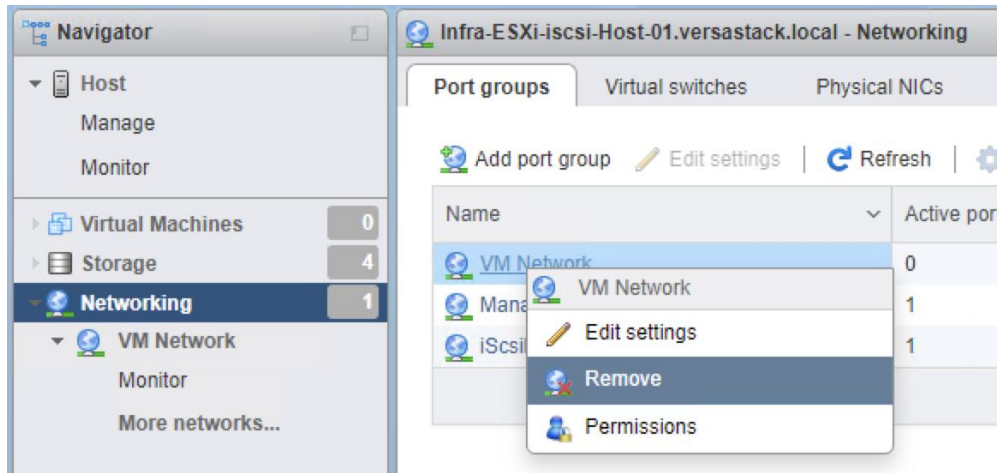 Navigator
Host
Manage
Monitor
Virtual Machines 0
Storage 4
Networking 1
VM Network
Monitor
More networks...
Infra-ESXi-iscsi-Host-01.versastack.local - Networking
Port groups Virtual switches Physical NICs
Add port group Edit settings Refresh
Name Active por
VM Network 0
Mana 1
iScsi 1
VM Network
Edit settings
Remove
Permissions